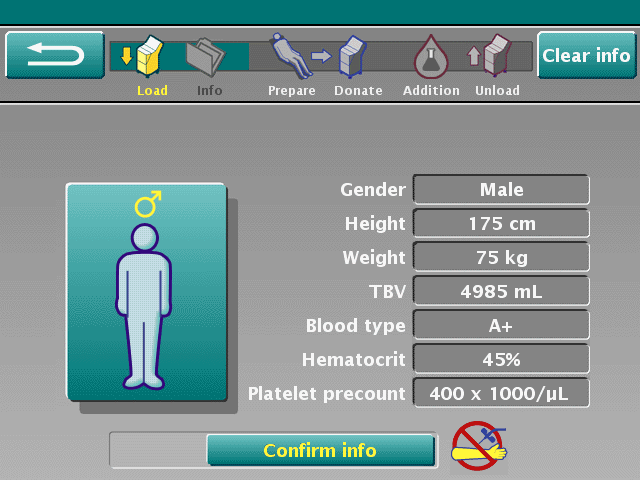 Clear info
Load Info Prepare Donate Addition Unload
Gender Male
Height 175 cm
Weight 75 kg
TBV 4985 mL
Blood type A+
Hematocrit 45%
Platelet precount 400 x 1000/µL
Confirm info